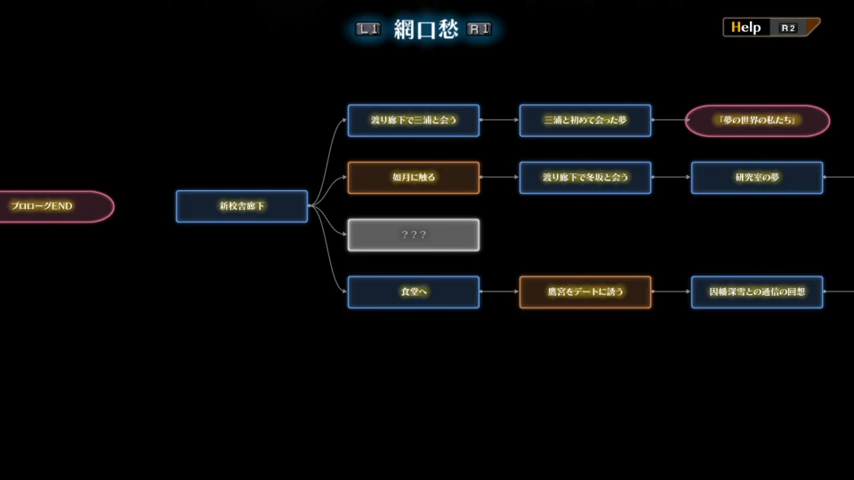 L1 網口愁 R1
Help R2
渡り廊下で三浦と会う
三浦と初めて会った夢
「夢の世界の私たち」
如月に触る
渡り廊下で冬坂と会う
研究室の夢
プロローグEND
新校舎廊下
？？？
食堂へ
鷹宮をデートに誘う
因幡深雪との通信の回想